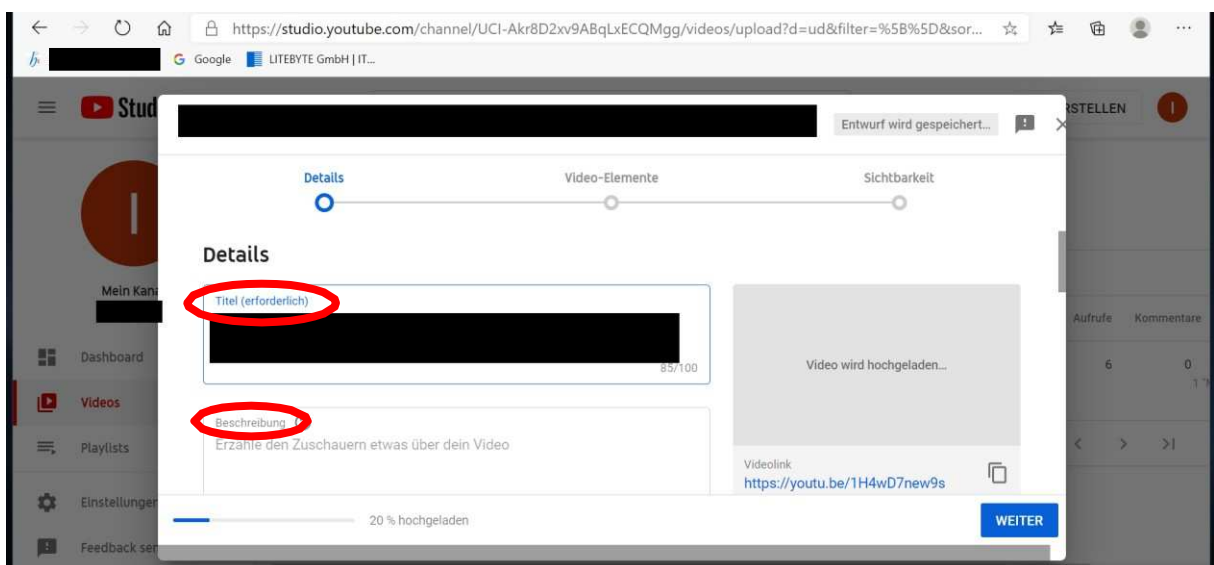 https://studio.youtube.com/channel/UCI-Akr8D2xv9ABqLxECQMgg/videos/upload?d=ud&filter=%5B%5D&sor...
Google LITEBYTE GmbH | IT...
Stud
RSTELLEN
I
Entwurf wird gespeichert...
Details Video-Elemente Sichtbarkeit
I
Details
Mein Kana
Titel (erforderlich)
85/100
Video wird hochgeladen...
Aufrufe Kommentare
Dashboard
6 0
Videos
Beschreibung
Erzähle den Zuschauern etwas über dein Video
Playlists
Videolink
https://youtu.be/1H4wD7new9s
Einstellunger
20 % hochgeladen
WEITER
Feedback sen